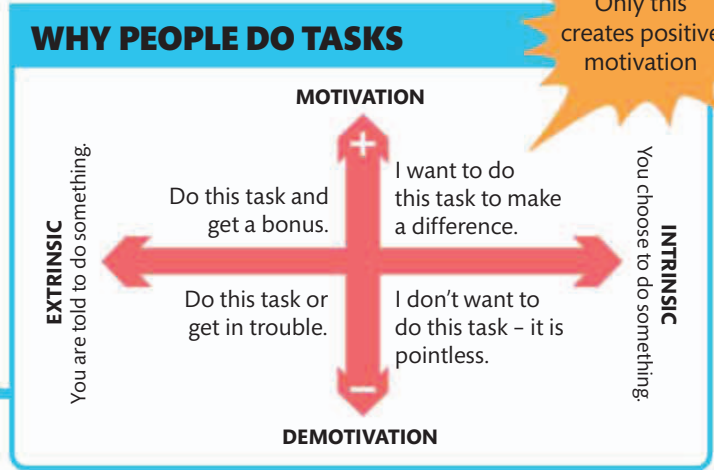 WHY PEOPLE DO TASKS
Only this
creates positive
motivation
MOTIVATION
+
EXTRINSIC
You are told to do something.
Do this task and
get a bonus.
I want to do
this task to make
a difference.
Do this task or
get in trouble.
I don't want to
do this task – it is
pointless.
INTRINSIC
You choose to do something.
–
DEMOTIVATION